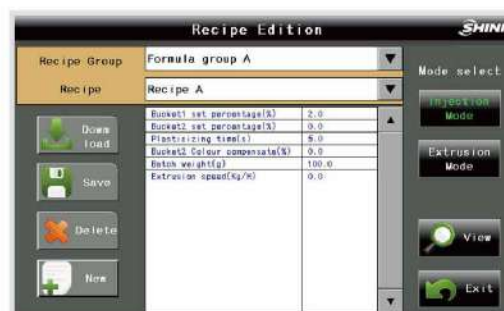 Recipe Edition
SHINI
Recipe Group
Formula group A
Recipe
Recipe A
Mode select
Injection
Mode
Extrusion
Mode
View
Exit
Down
load
Save
Delete
New
Bucket1 set percentage(%) 2.0
Bucket2 set percentage(%) 0.0
Plasticizing time(s) 5.0
Bucket2 Colour compensate(%) 0.0
Batch weight(g) 100.0
Extrusion speed(Kg/H) 0.0